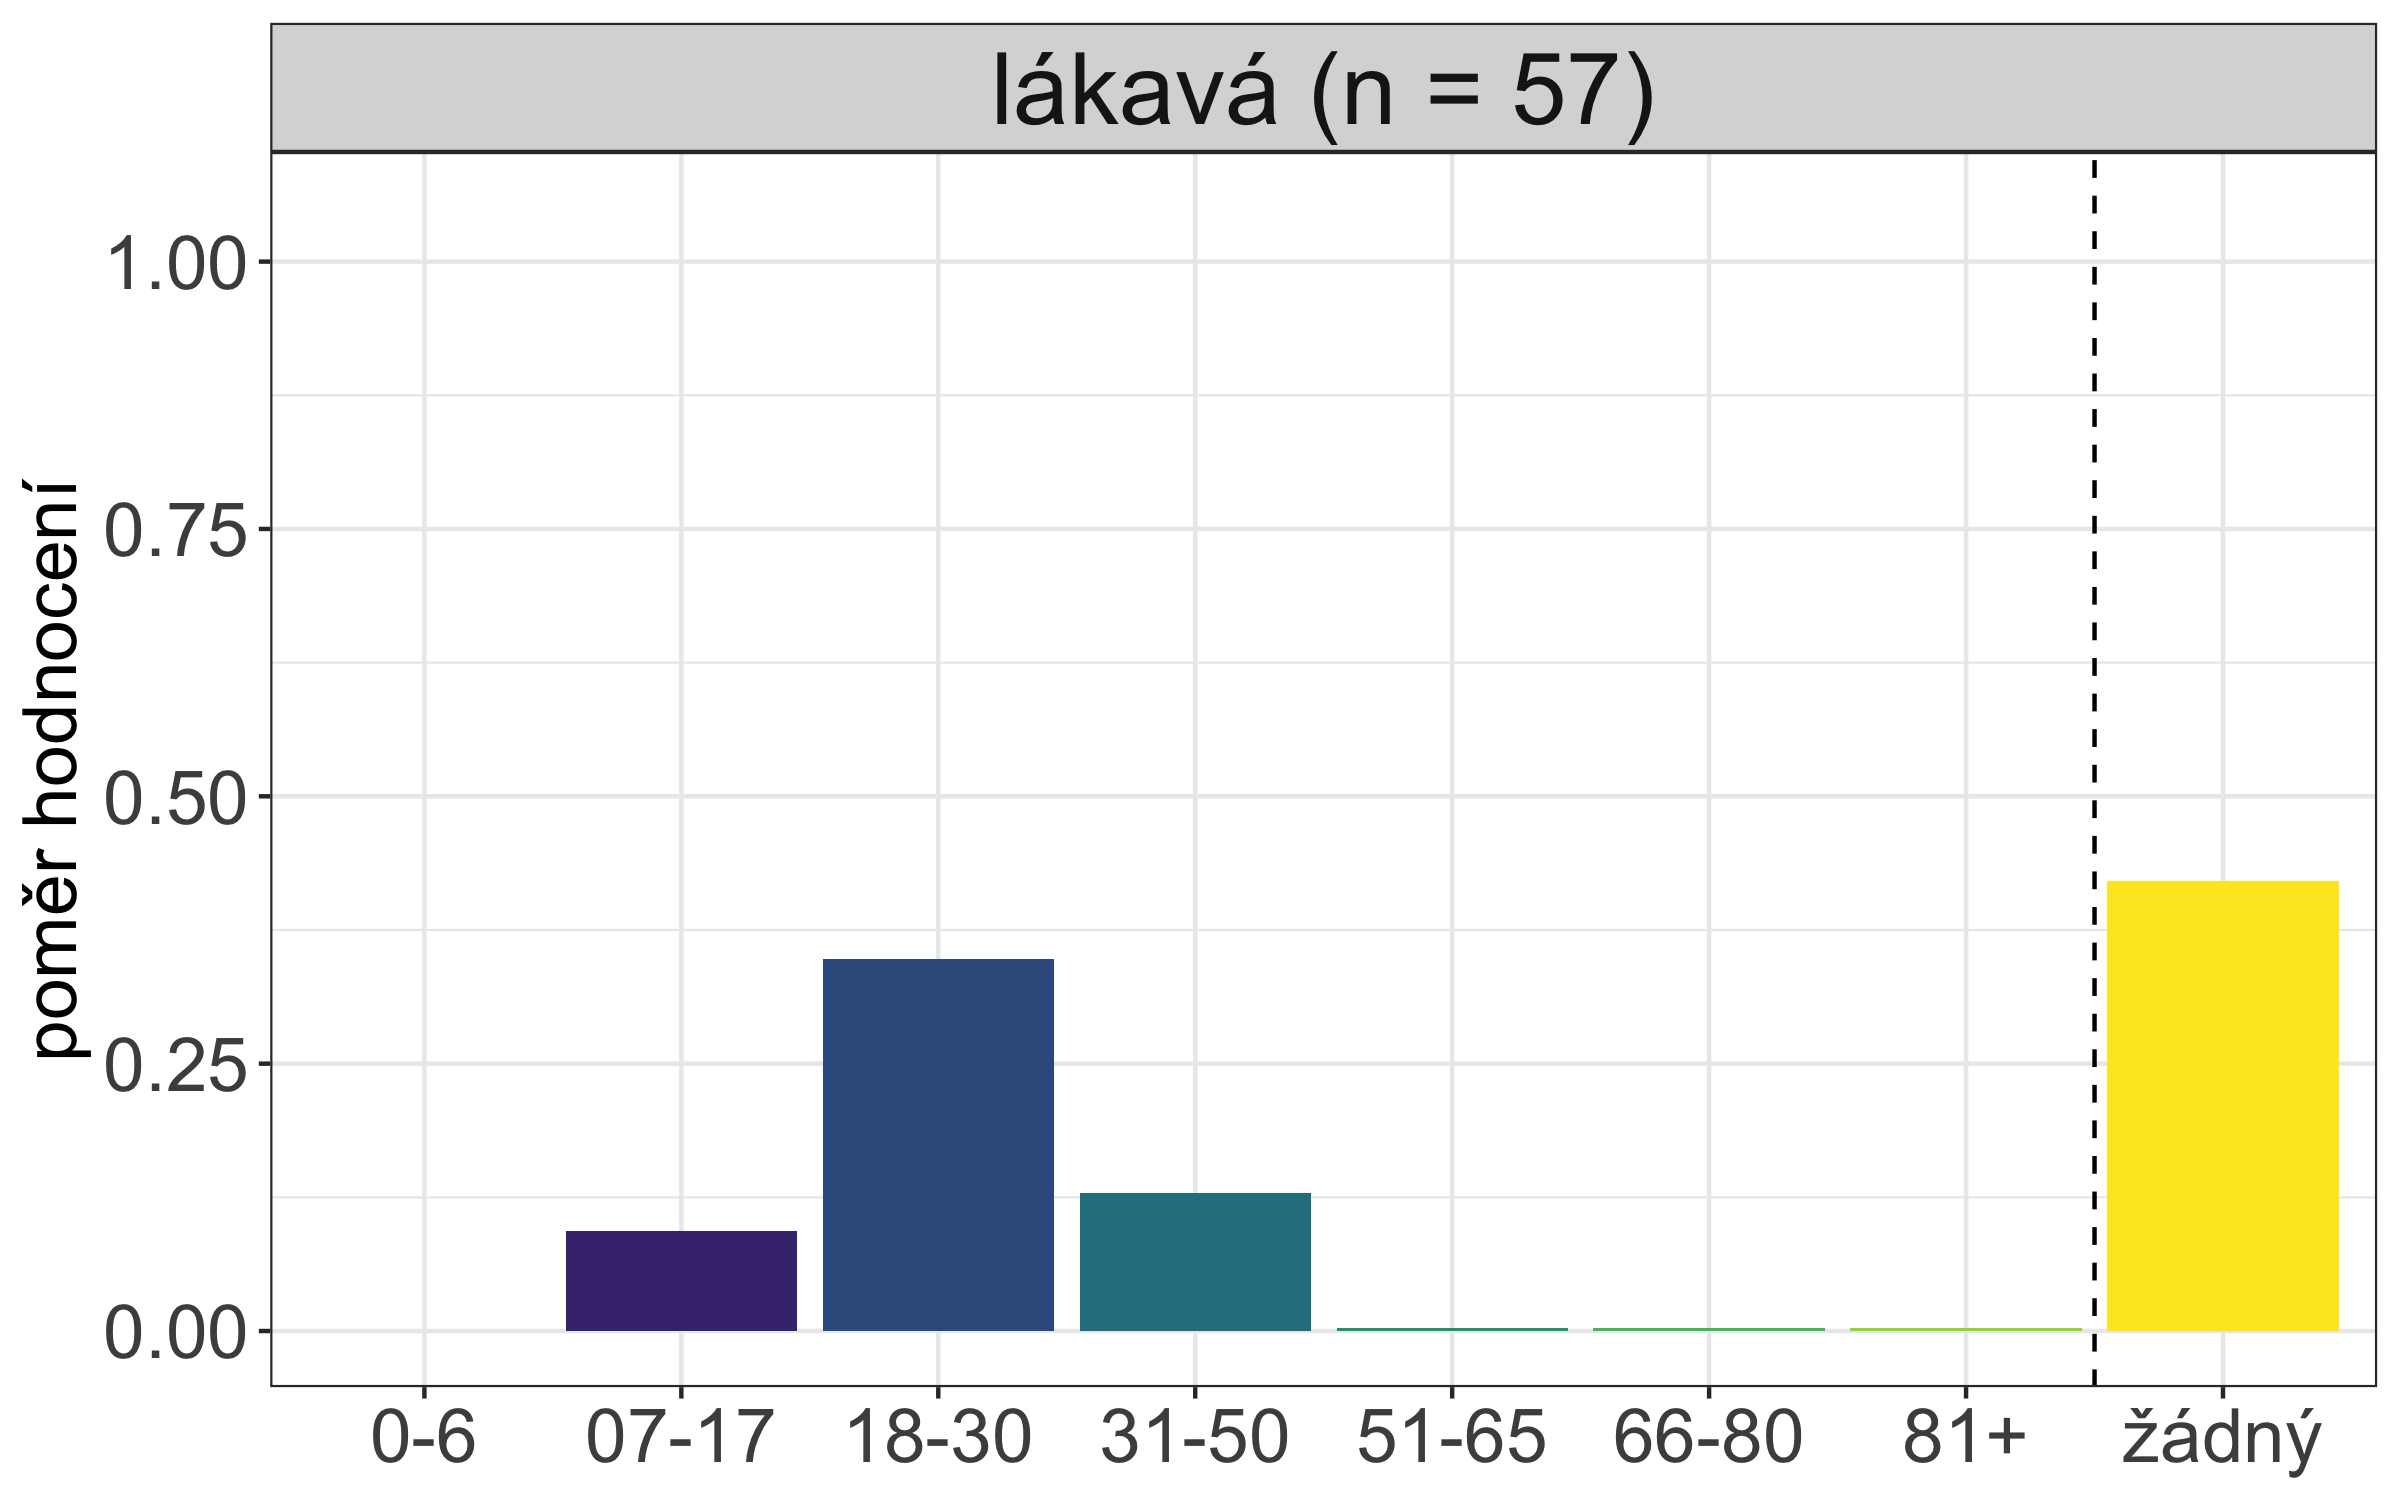 lákavá (n = 57)
poměr hodnocení
1.00
0.75
0.50
0.25
0.00
0-6 07-17 18-30 31-50 51-65 66-80 81+ žádný